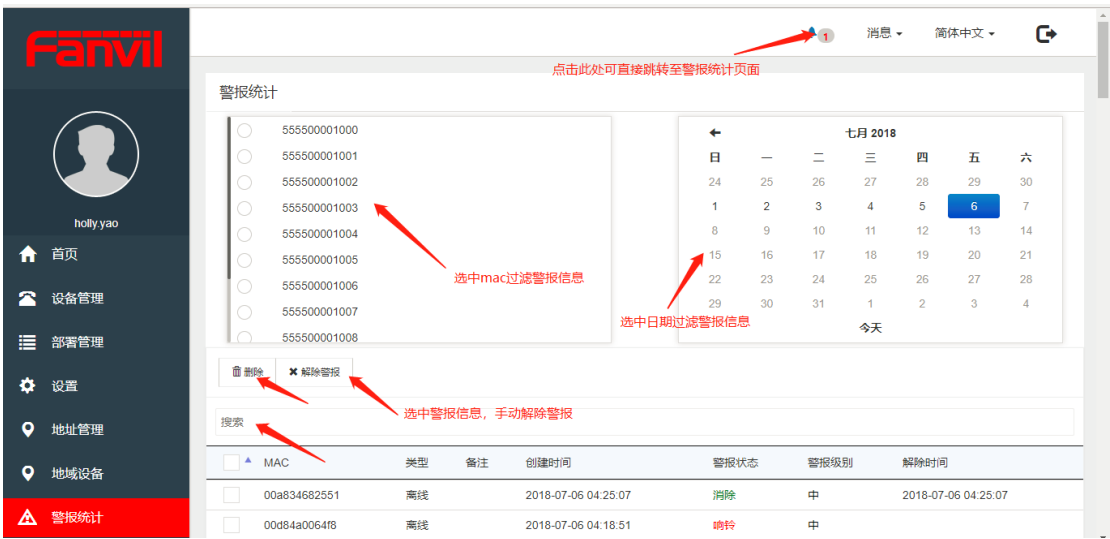 Fanvil
1
消息
简体中文
点击此处可直接跳转至警报统计页面
警报统计
holly.yao
首页
设备管理
部署管理
设置
地址管理
地域设备
警报统计
555500001000
555500001001
555500001002
555500001003
555500001004
555500001005
555500001006
555500001007
555500001008
选中mac过滤警报信息
七月 2018
日 一 二 三 四 五 六
24 25 26 27 28 29 30
1 2 3 4 5 6 7
8 9 10 11 12 13 14
15 16 17 18 19 20 21
22 23 24 25 26 27 28
29 30 31 1 2 3 4
今天
选中日期过滤警报信息
删除 解除警报
选中警报信息，手动解除警报
搜索
MAC 类型 备注 创建时间 警报状态 警报级别 解除时间
00a834682551 离线 2018-07-06 04:25:07 消除 中 2018-07-06 04:25:07
00d84a0064f8 离线 2018-07-06 04:18:51 响铃 中